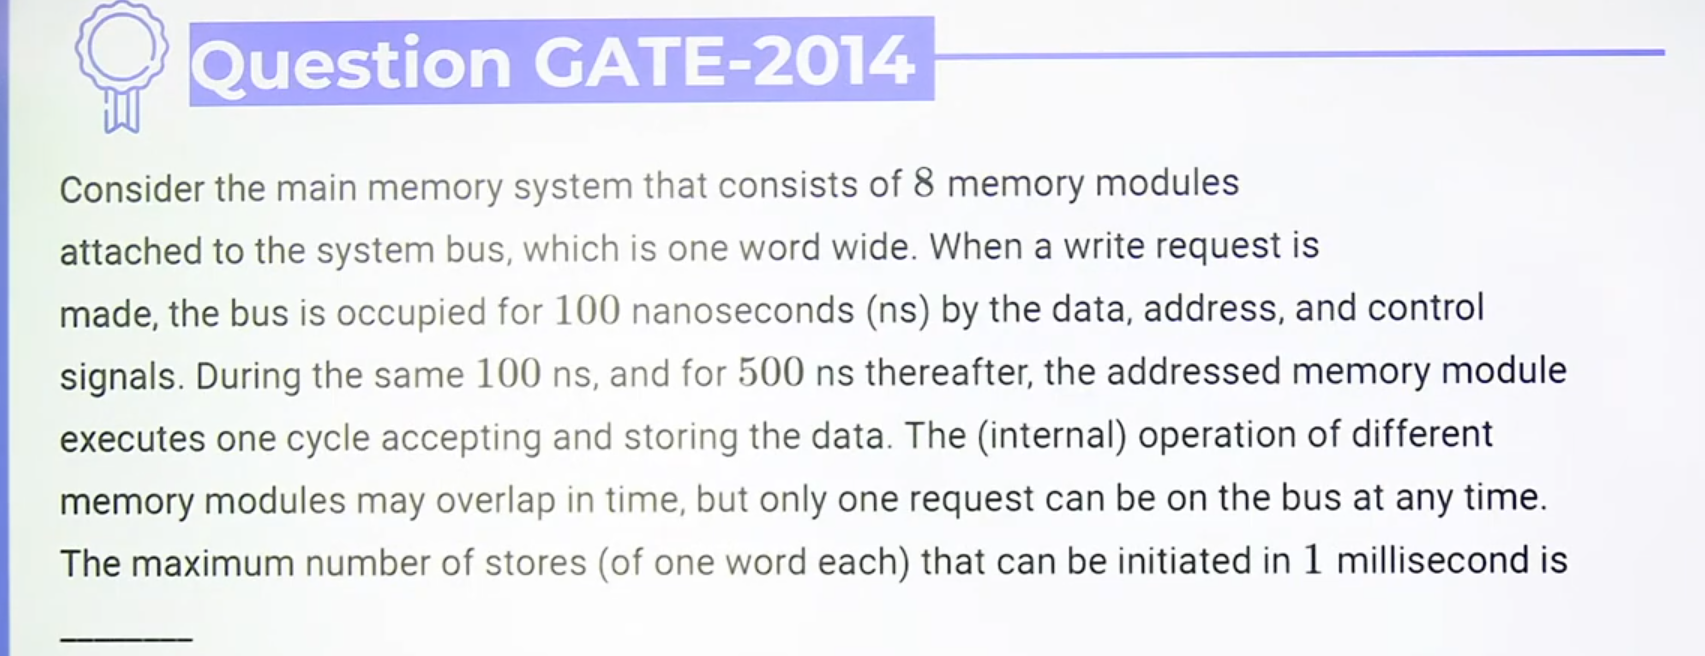 Question GATE-2014
Consider the main memory system that consists of 8 memory modules
attached to the system bus, which is one word wide. When a write request is
made, the bus is occupied for 100 nanoseconds (ns) by the data, address, and control
signals. During the same 100 ns, and for 500 ns thereafter, the addressed memory module
executes one cycle accepting and storing the data. The (internal) operation of different
memory modules may overlap in time, but only one request can be on the bus at any time.
The maximum number of stores (of one word each) that can be initiated in 1 millisecond is
________